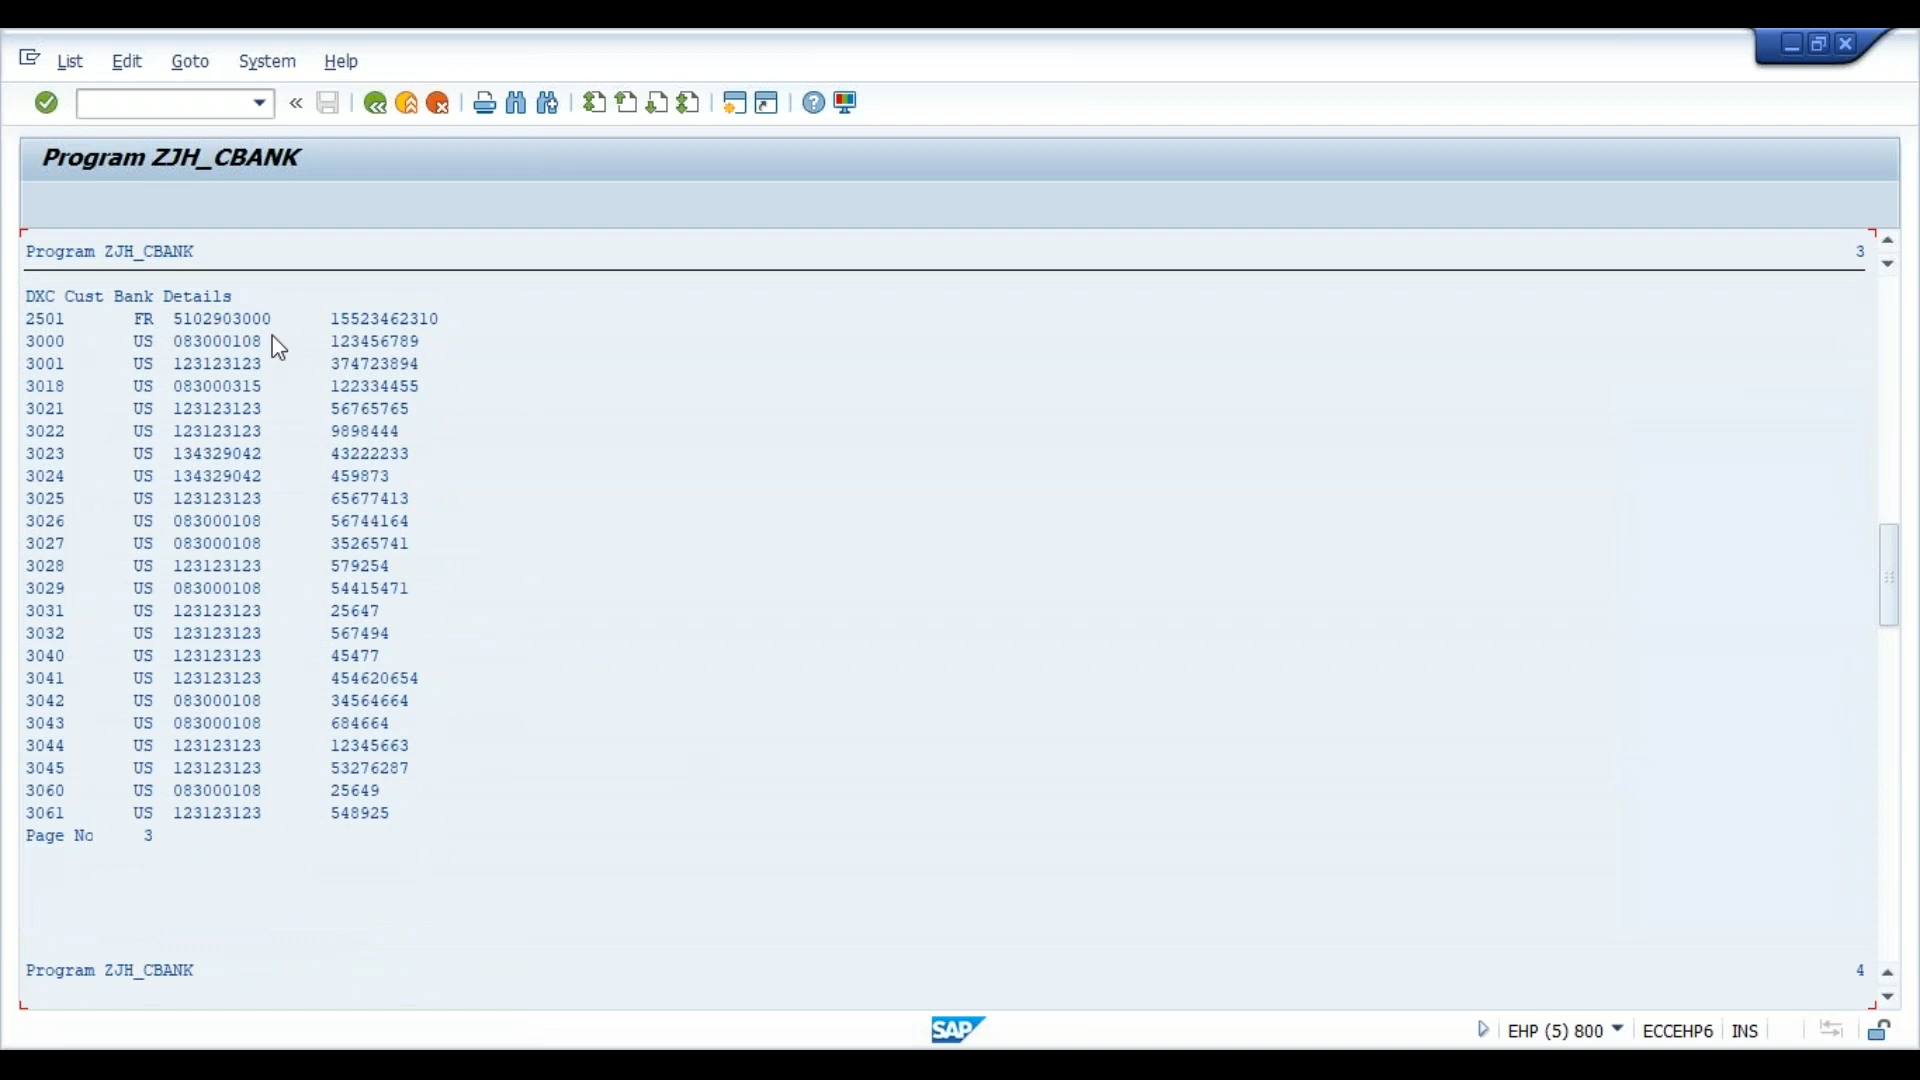 List Edit Goto System Help
Program ZJH_CBANK
Program ZJH_CBANK 3
DXC Cust Bank Details
2501 FR 5102903000 15523462310
3000 US 083000108 123456789
3001 US 123123123 374723894
3018 US 083000315 122334455
3021 US 123123123 56765765
3022 US 123123123 9898444
3023 US 134329042 43222233
3024 US 134329042 459873
3025 US 123123123 65677413
3026 US 083000108 56744164
3027 US 083000108 35265741
3028 US 123123123 579254
3029 US 083000108 54415471
3031 US 123123123 25647
3032 US 123123123 567494
3040 US 123123123 45477
3041 US 123123123 454620654
3042 US 083000108 34564664
3043 US 083000108 684664
3044 US 123123123 12345663
3045 US 123123123 53276287
3060 US 083000108 25649
3061 US 123123123 548925
Page No 3
Program ZJH_CBANK 4
SAP EHP (5) 800 ECCEHP6 INS